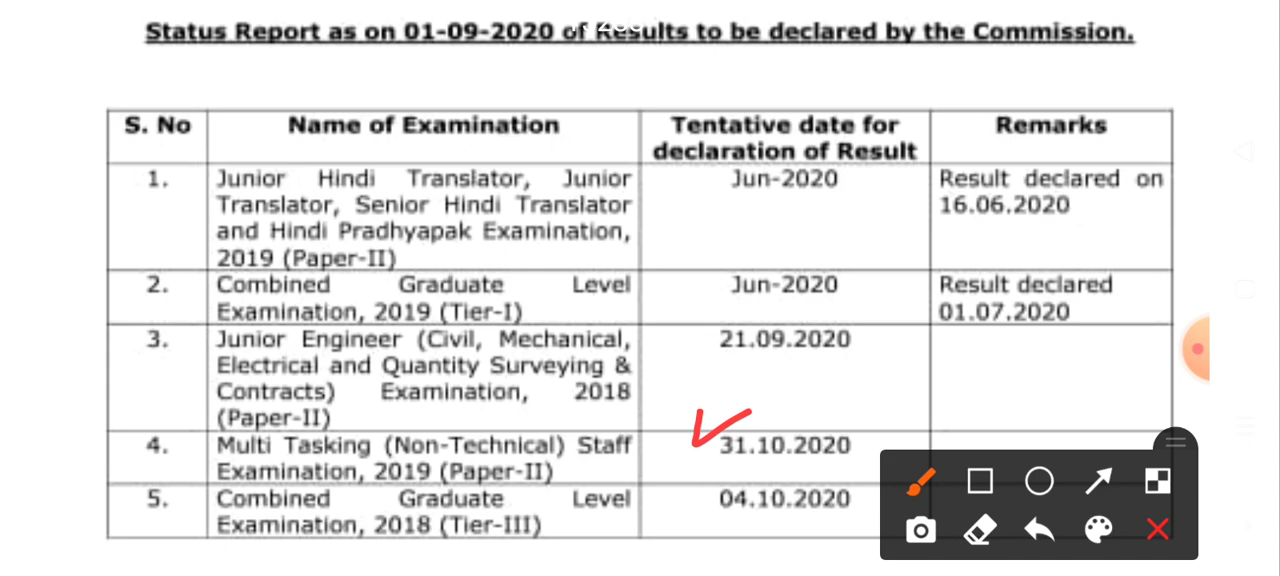 Status Report as on 01-09-2020 of Results to be declared by the Commission.
S. No
Name of Examination
Tentative date for
declaration of Result
Remarks
1.
Junior Hindi Translator, Junior
Translator, Senior Hindi Translator
and Hindi Pradhyapak Examination,
2019 (Paper-II)
Jun-2020
Result declared on
16.06.2020
2.
Combined Graduate Level
Examination, 2019 (Tier-I)
Jun-2020
Result declared
01.07.2020
3.
Junior Engineer (Civil, Mechanical,
Electrical and Quantity Surveying &
Contracts) Examination, 2018
(Paper-II)
21.09.2020
4.
Multi Tasking (Non-Technical) Staff
Examination, 2019 (Paper-II)
31.10.2020
5.
Combined Graduate Level
Examination, 2018 (Tier-III)
04.10.2020